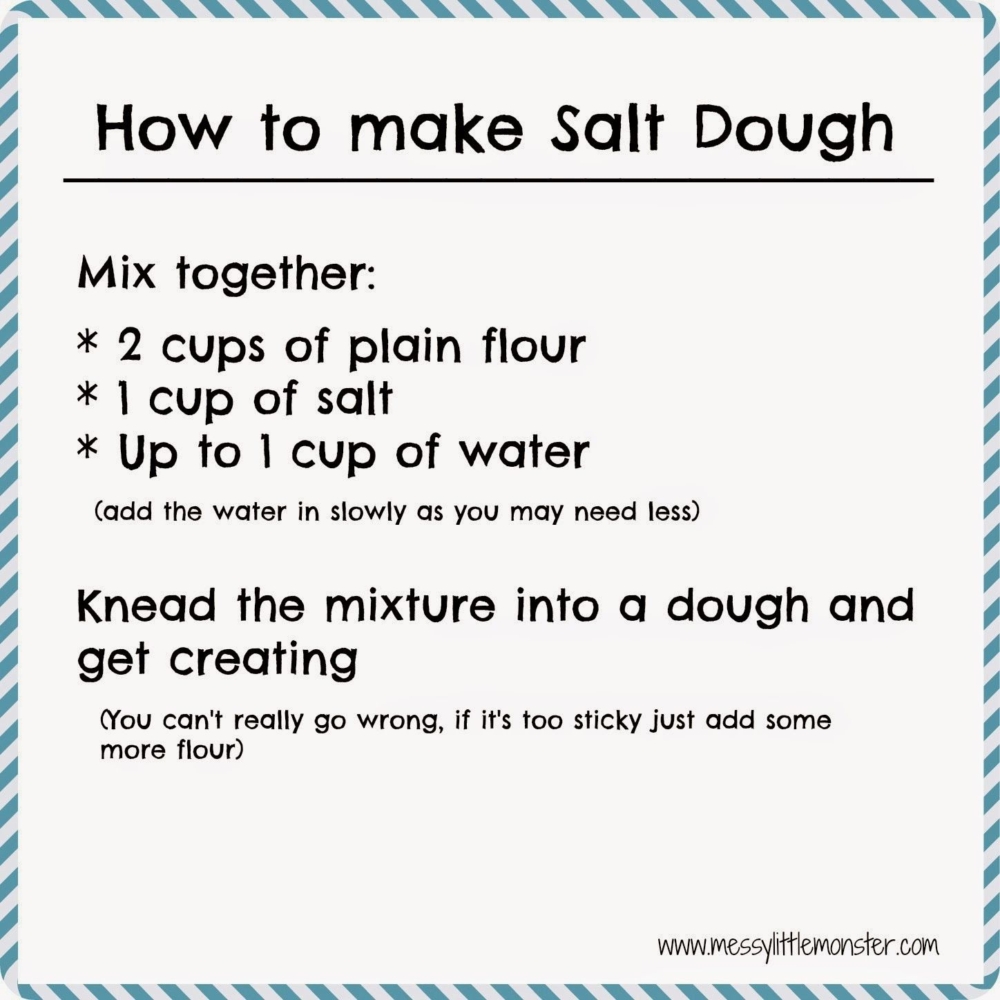 How to make Salt Dough
Mix together:
* 2 cups of plain flour
* 1 cup of salt
* Up to 1 cup of water
(add the water in slowly as you may need less)
Knead the mixture into a dough and
get creating
(You can't really go wrong, if it's too sticky just add some
more flour)
www.messylittlemonster.com